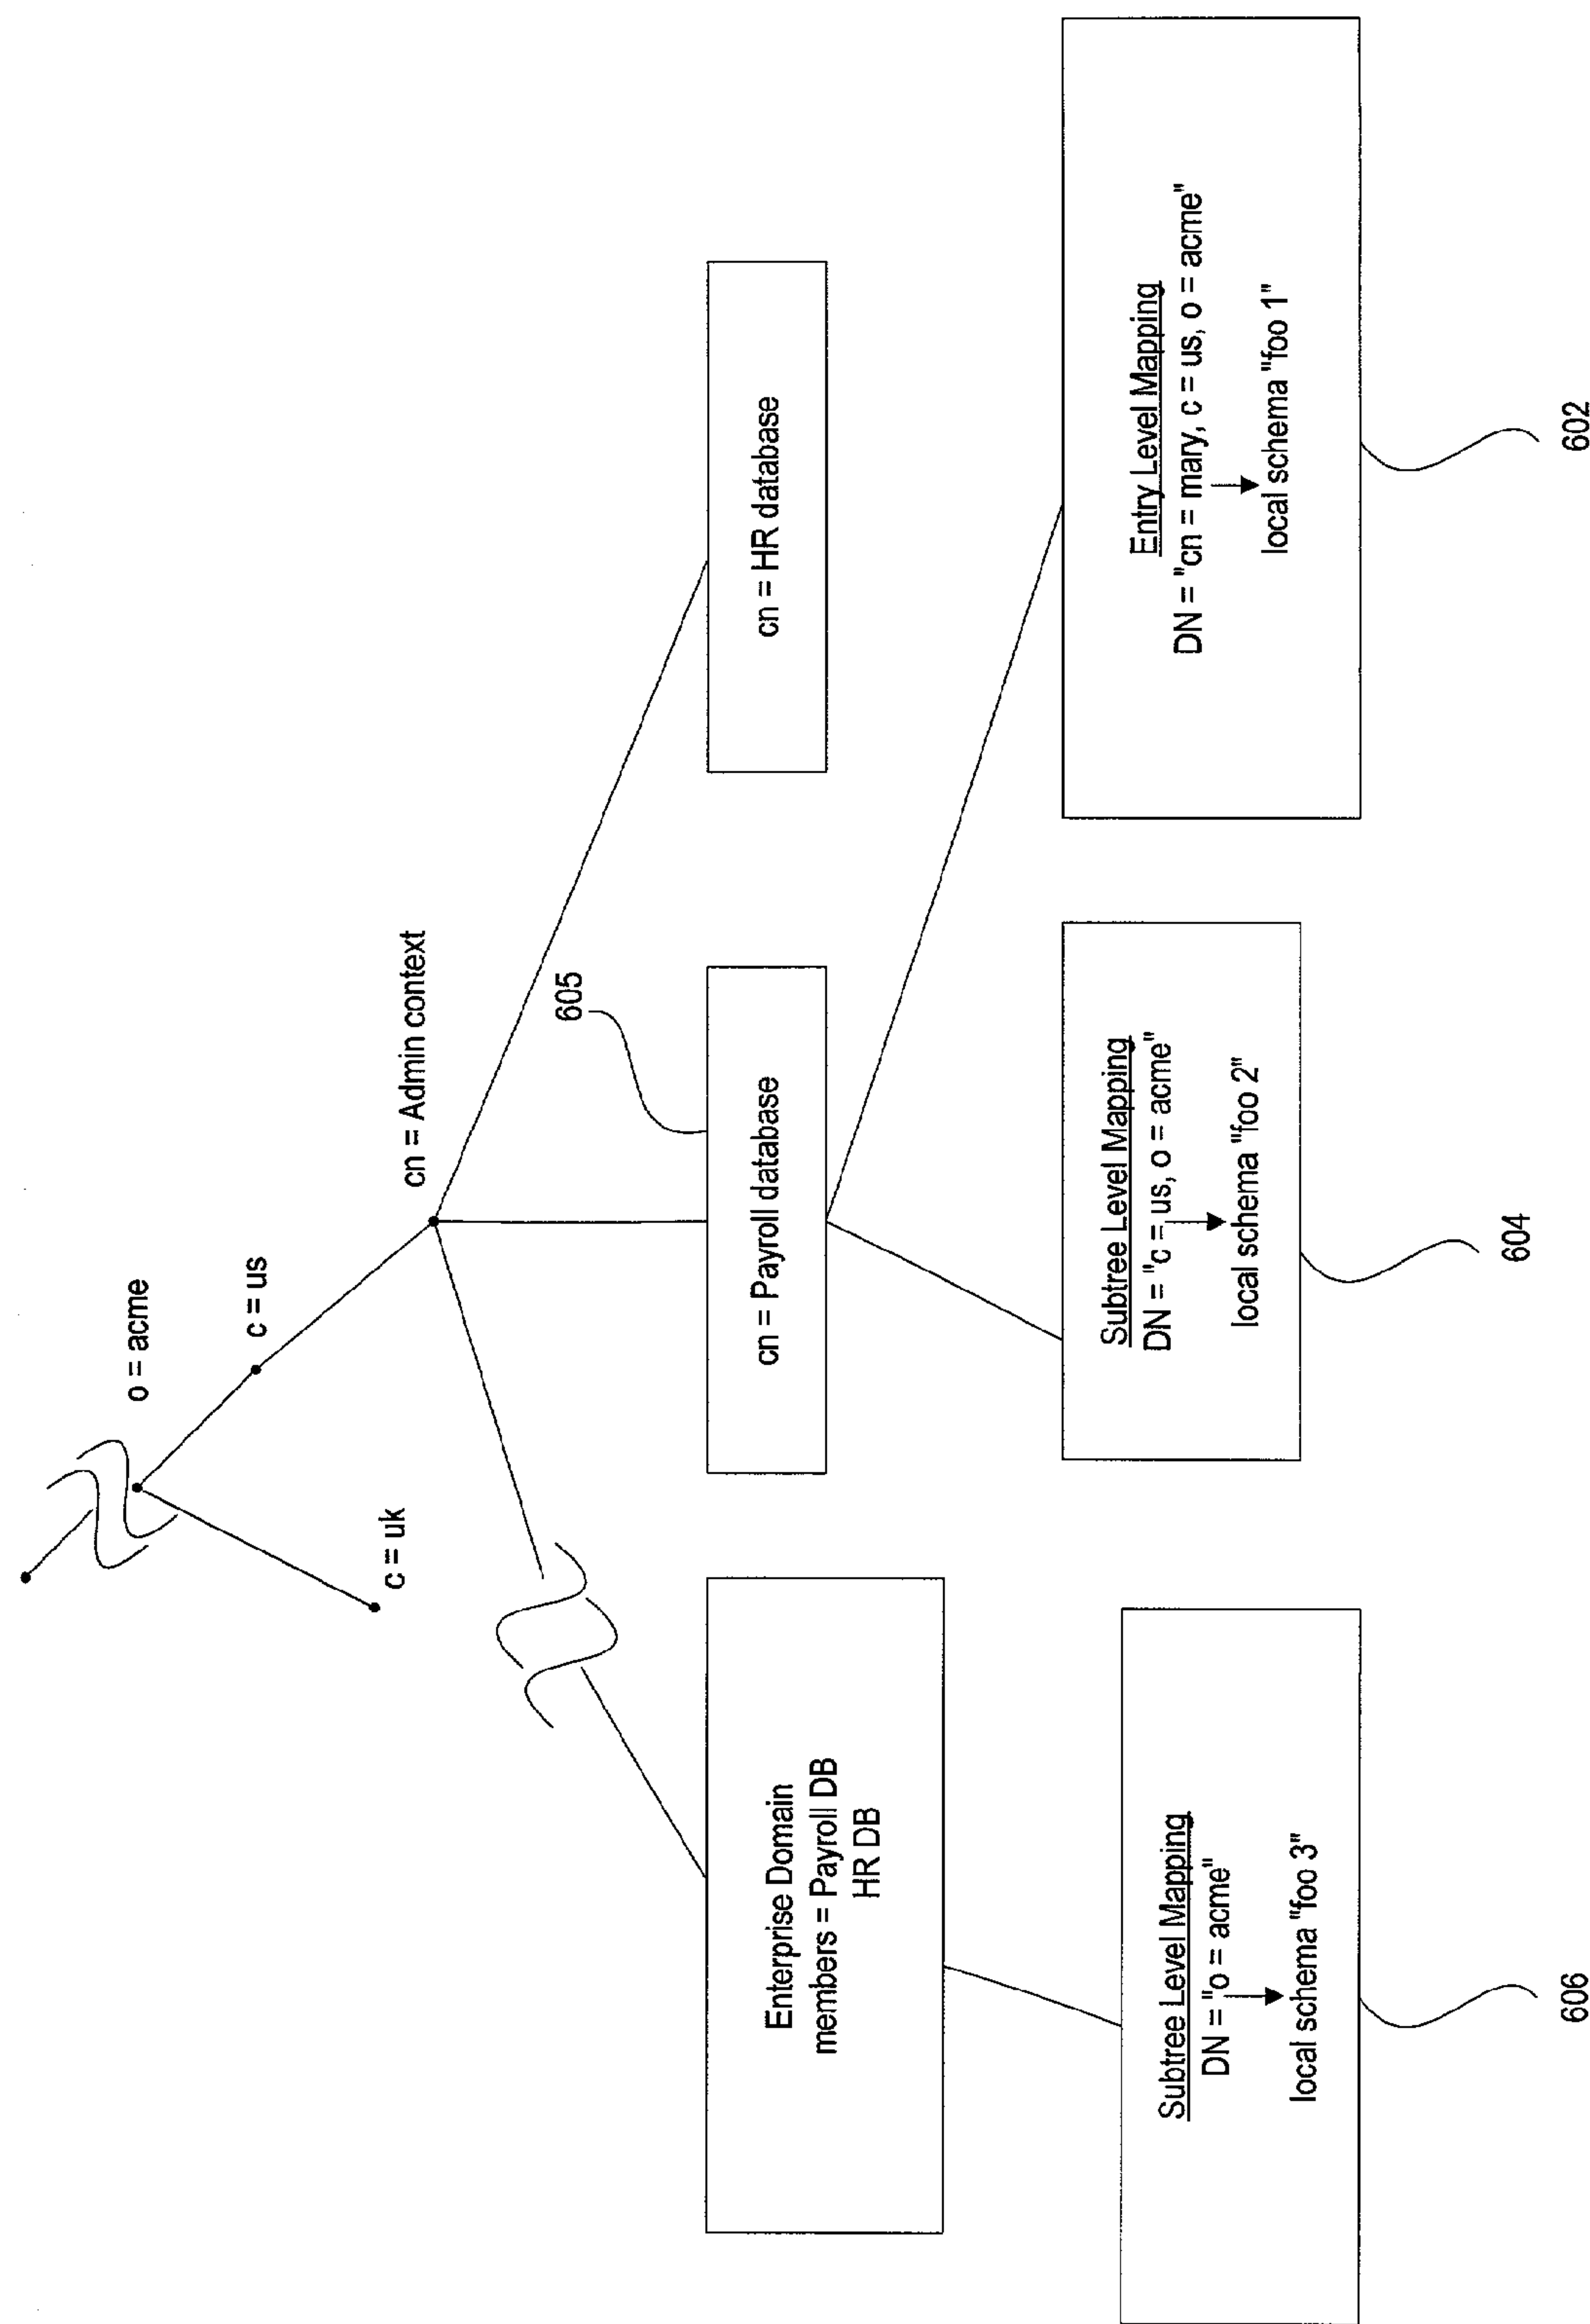 o = acme
c = us
c = uk
cn = Admin context
605
Enterprise Domain
members = Payroll DB
HR DB
cn = Payroll database
cn = HR database
Subtree Level Mapping
DN = "o = acme"
local schema "foo 3"
606
Subtree Level Mapping
DN = "c = us, o = acme"
local schema "foo 2"
604
Entry Level Mapping
DN = "cn = mary, c = us, o = acme"
local schema "foo 1"
602